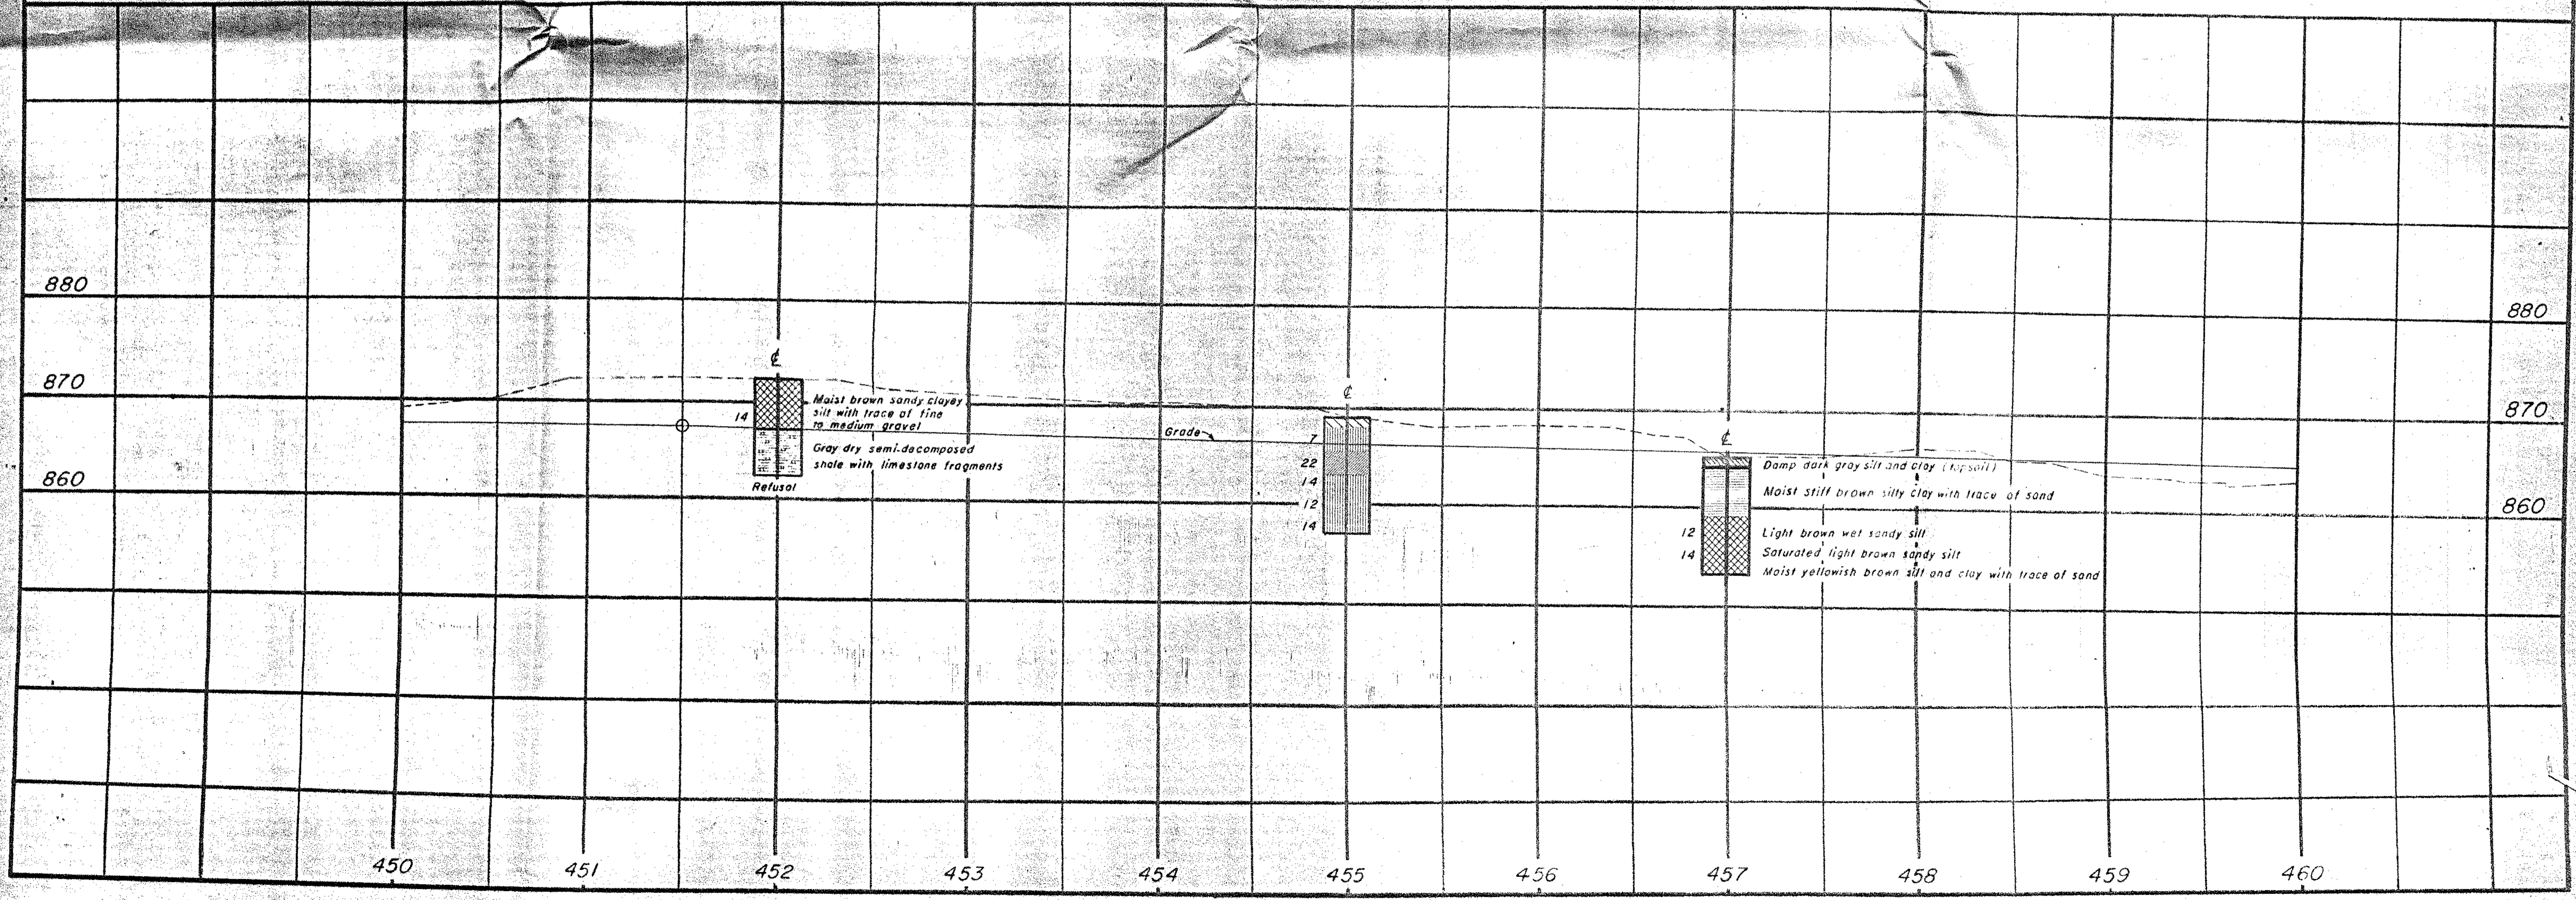 880
880
870
870
860
860
℄
14
Moist brown sandy clayey
silt with trace of fine
to medium gravel
Gray dry semi-decomposed
shale with limestone fragments
Refusal
Grade
℄
7
22
14
12
14
℄
Damp dark gray silt and clay (topsoil)
Moist stiff brown silty clay with trace of sand
12
Light brown wet sandy silt
14
Saturated light brown sandy silt
Moist yellowish brown silt and clay with trace of sand
450
451
452
453
454
455
456
457
458
459
460